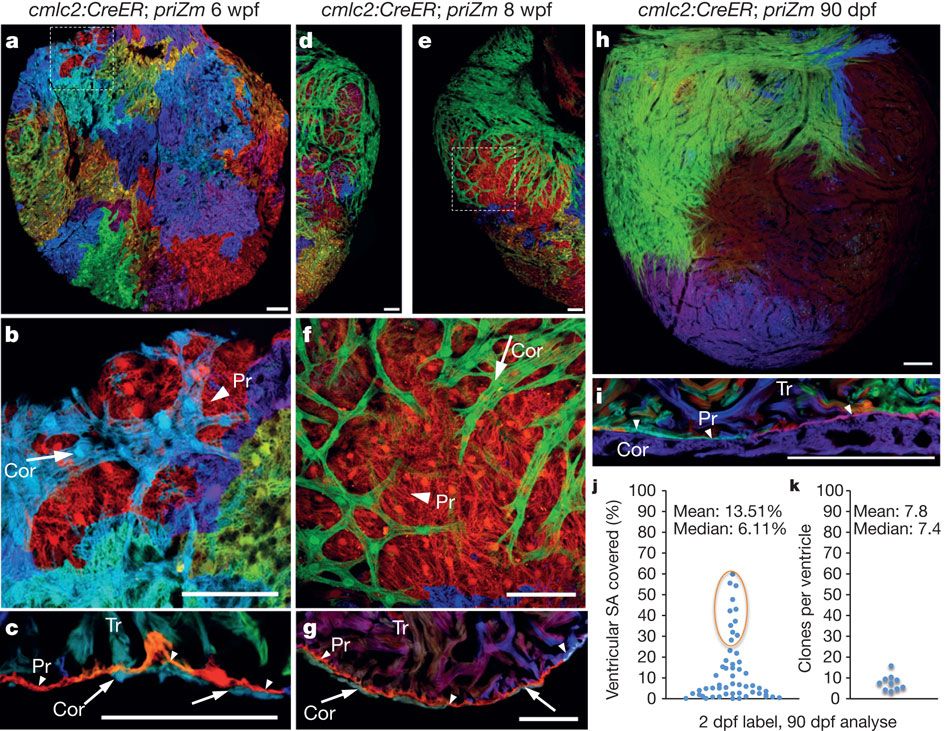 cmlc2:CreER; priZm 6 wpf
cmlc2:CreER; priZm 8 wpf
cmlc2:CreER; priZm 90 dpf
a
d
e
h
b
Pr
Cor
f
Cor
Pr
i
Tr
Pr
Cor
c
Tr
Pr
Cor
g
Pr
Tr
Cor
j
Ventricular SA covered (%)
100
90
80
70
60
50
40
30
20
10
0
Mean: 13.51%
Median: 6.11%
k
Clones per ventricle
100
90
80
70
60
50
40
30
20
10
0
Mean: 7.8
Median: 7.4
2 dpf label, 90 dpf analyse